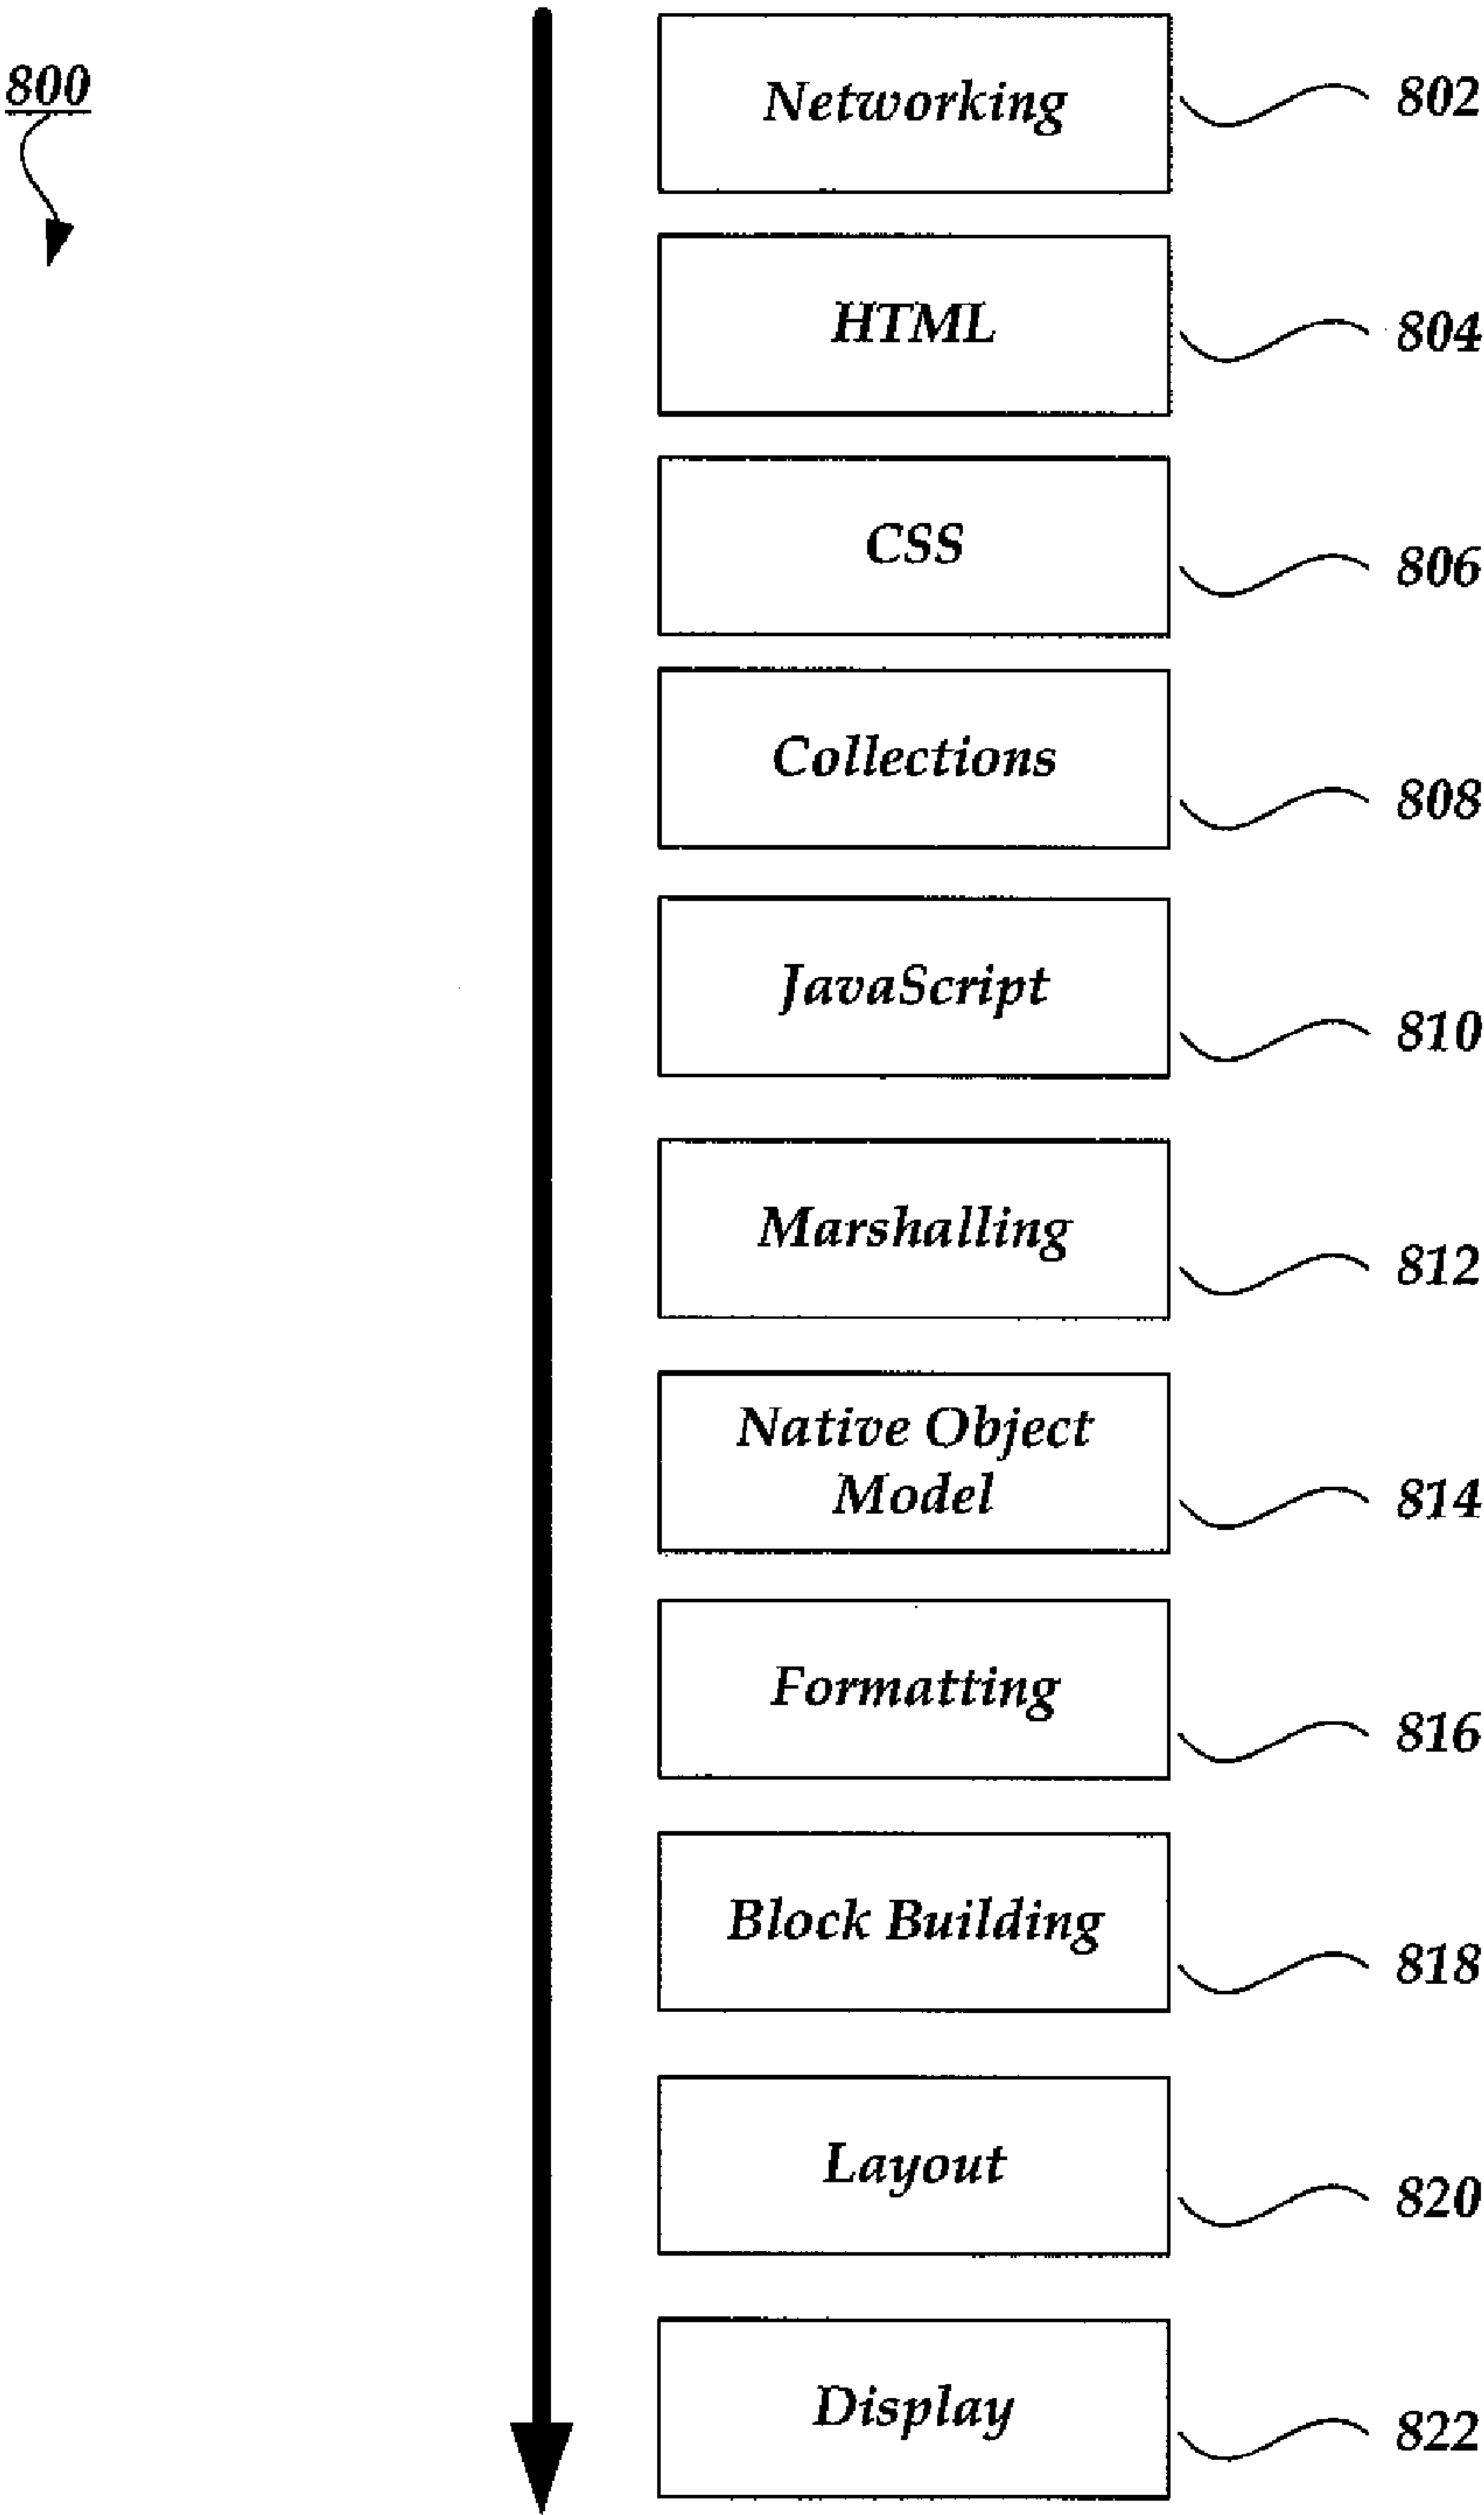 800
Networking 802
HTML 804
CSS 806
Collections 808
JavaScript 810
Marshalling 812
Native Object
Model 814
Formatting 816
Block Building 818
Layout 820
Display 822